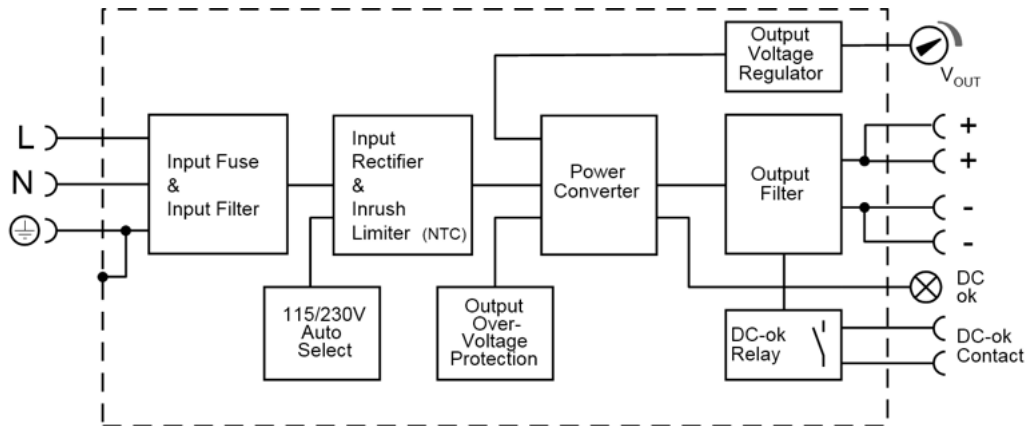 Output
Voltage
Regulator
VOUT
L
N
Input Fuse
&
Input Filter
Input
Rectifier
&
Inrush
Limiter (NTC)
Power
Converter
Output
Filter
+
+
-
-
DC
ok
115/230V
Auto
Select
Output
Over-
Voltage
Protection
DC-ok
Relay
DC-ok
Contact